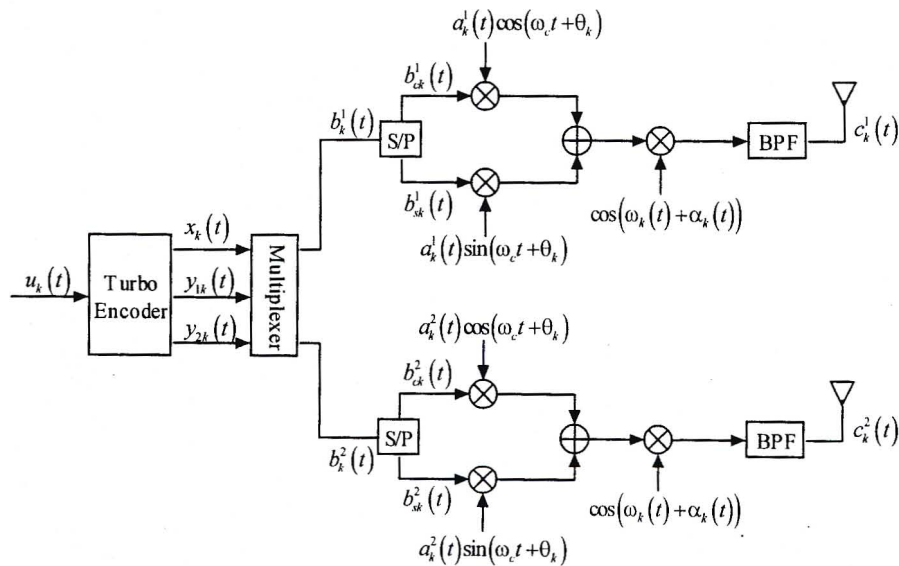 a_k^1(t)cos(ω_c t+θ_k)
b_ck^1(t)
b_k^1(t)
S/P
BPF
c_k^1(t)
b_sk^1(t)
cos(ω_k(t)+α_k(t))
a_k^1(t)sin(ω_c t+θ_k)
x_k(t)
u_k(t)
Turbo
Encoder
y_1k(t)
y_2k(t)
Multiplexer
a_k^2(t)cos(ω_c t+θ_k)
b_ck^2(t)
S/P
b_k^2(t)
BPF
c_k^2(t)
b_sk^2(t)
cos(ω_k(t)+α_k(t))
a_k^2(t)sin(ω_c t+θ_k)